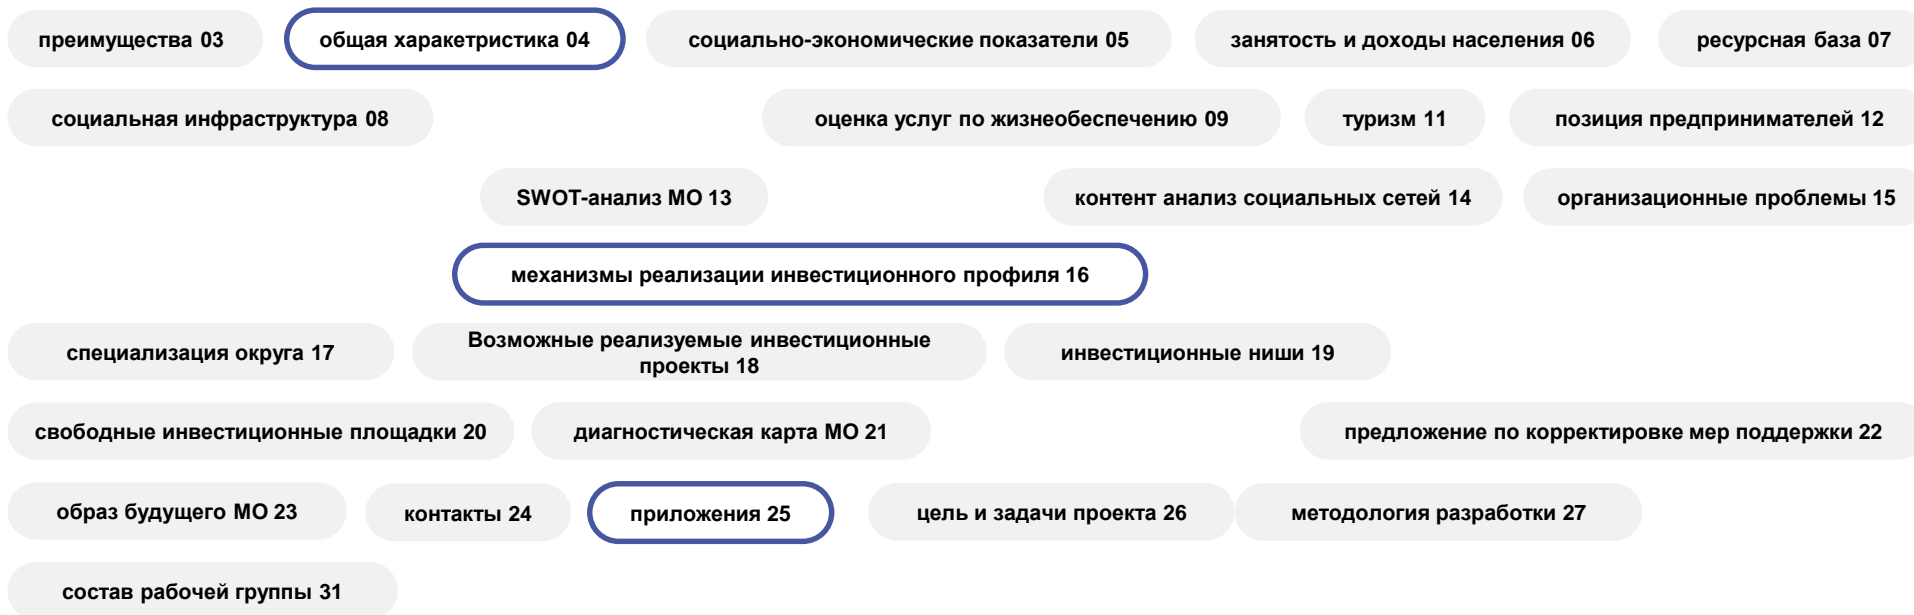 преимущества 03
общая характетристика 04
социально-экономические показатели 05
занятость и доходы населения 06
ресурсная база 07
социальная инфраструктура 08
оценка услуг по жизнеобеспечению 09
туризм 11
позиция предпринимателей 12
SWOT-анализ МО 13
контент анализ социальных сетей 14
организационные проблемы 15
механизмы реализации инвестиционного профиля 16
специализация округа 17
Возможные реализуемые инвестиционные
проекты 18
инвестиционные ниши 19
свободные инвестиционные площадки 20
диагностическая карта МО 21
предложение по корректировке мер поддержки 22
образ будущего МО 23
контакты 24
приложения 25
цель и задачи проекта 26
методология разработки 27
состав рабочей группы 31